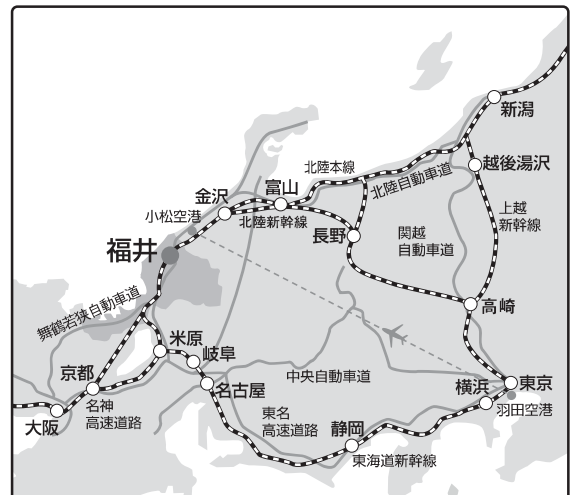 新潟
越後湯沢
北陸本線
北陸自動車道
富山
金沢
小松空港
北陸新幹線
上越
新幹線
関越
自動車道
長野
福井
舞鶴若狭自動車道
高崎
米原
岐阜
京都
名古屋
中央自動車道
横浜
東京
羽田空港
名神
高速道路
大阪
東名
高速道路
静岡
東海道新幹線